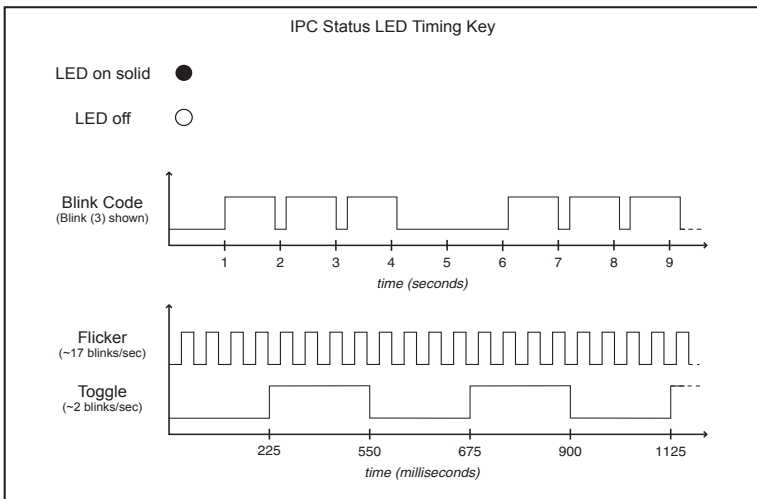 IPC Status LED Timing Key
LED on solid
LED off
Blink Code
(Blink (3) shown)
1 2 3 4 5 6 7 8 9
time (seconds)
Flicker
(~17 blinks/sec)
Toggle
(~2 blinks/sec)
225 550 675 900 1125
time (milliseconds)